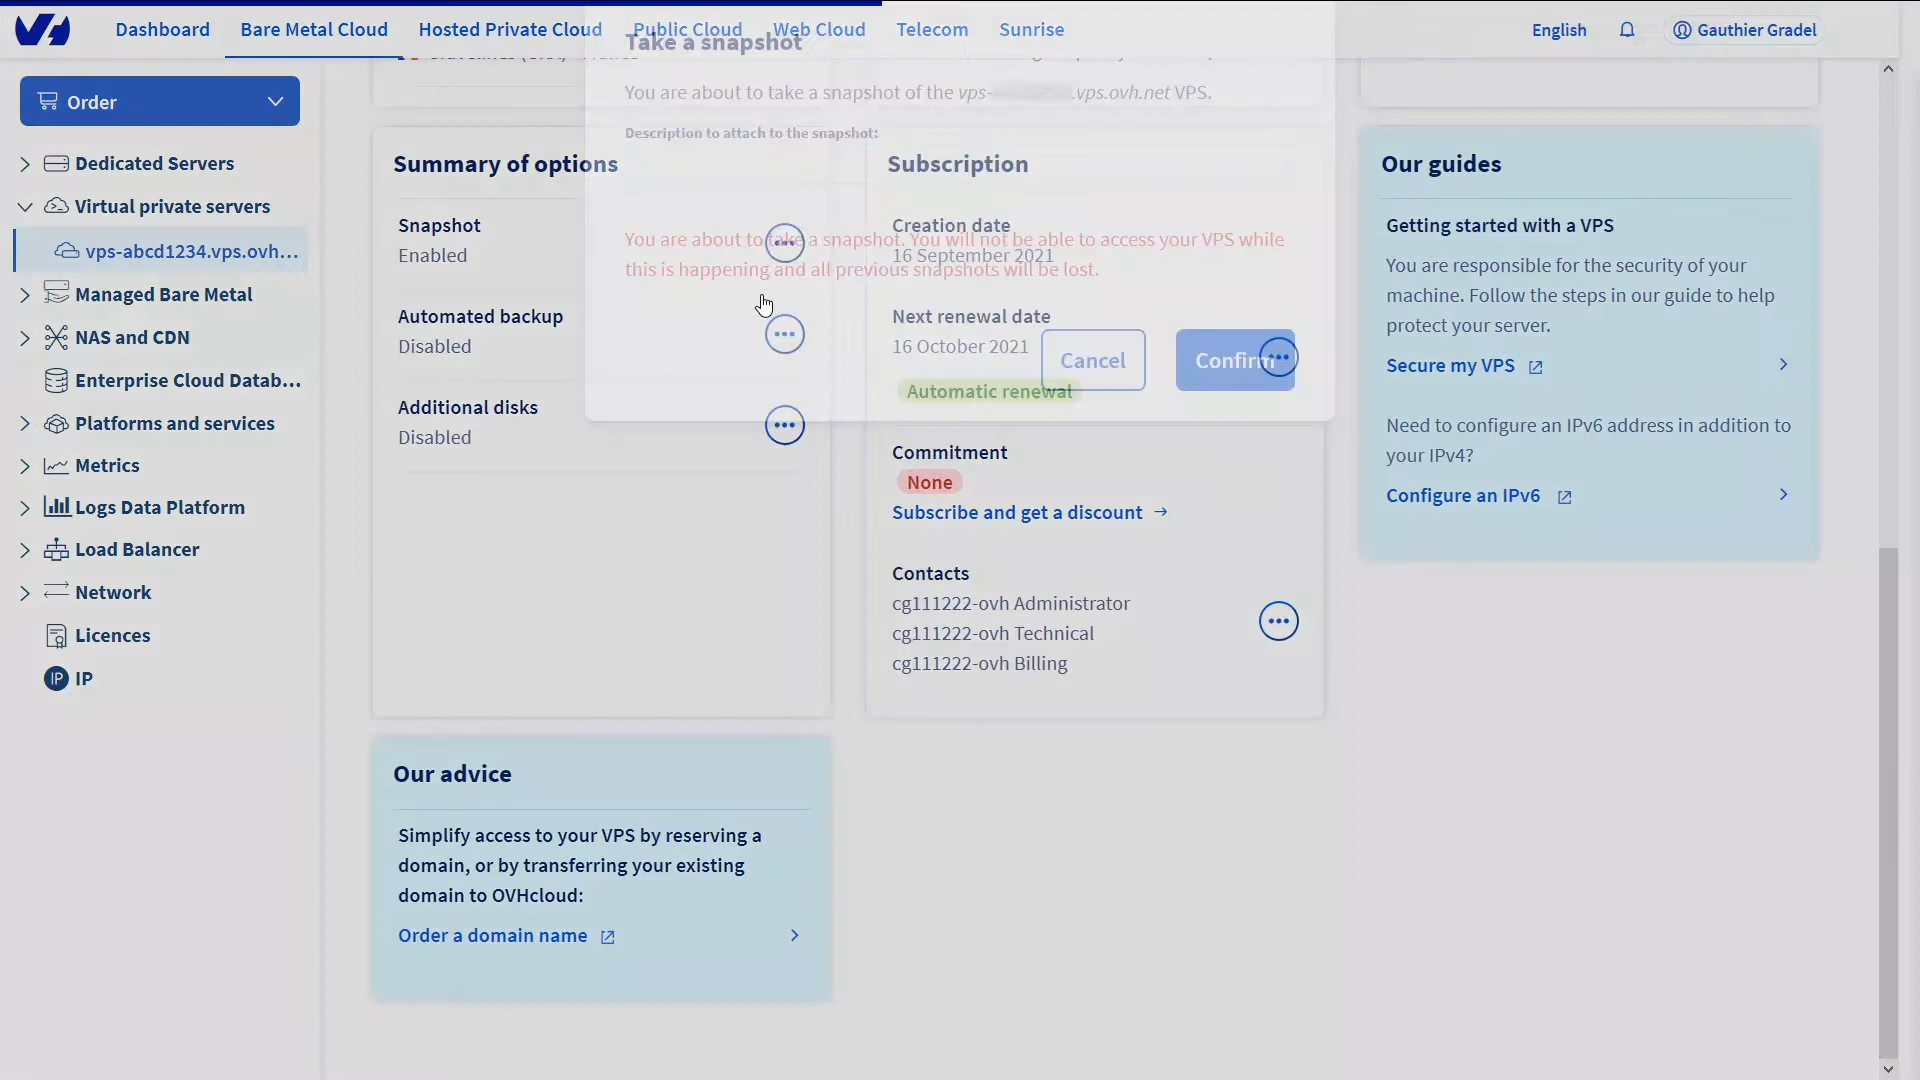 Dashboard
Bare Metal Cloud
Hosted Private Cloud
Public Cloud
Web Cloud
Telecom
Sunrise
English
Gauthier Gradel
Order
Dedicated Servers
Virtual private servers
vps-abcd1234.vps.ovh...
Managed Bare Metal
NAS and CDN
Enterprise Cloud Datab...
Platforms and services
Metrics
Logs Data Platform
Load Balancer
Network
Licences
IP
IP
Take a snapshot
You are about to take a snapshot of the vps-
.vps.ovh.net VPS.
Description to attach to the snapshot:
You are about to take a snapshot. You will not be able to access your VPS while
this is happening and all previous snapshots will be lost.
Cancel
Confirm
Summary of options
Snapshot
Enabled
Automated backup
Disabled
Additional disks
Disabled
Subscription
Creation date
16 September 2021
Next renewal date
16 October 2021
Automatic renewal
Commitment
None
Subscribe and get a discount →
Contacts
cg111222-ovh Administrator
cg111222-ovh Technical
cg111222-ovh Billing
Our guides
Getting started with a VPS
You are responsible for the security of your
machine. Follow the steps in our guide to help
protect your server.
Secure my VPS
Need to configure an IPv6 address in addition to
your IPv4?
Configure an IPv6
Our advice
Simplify access to your VPS by reserving a
domain, or by transferring your existing
domain to OVHcloud:
Order a domain name